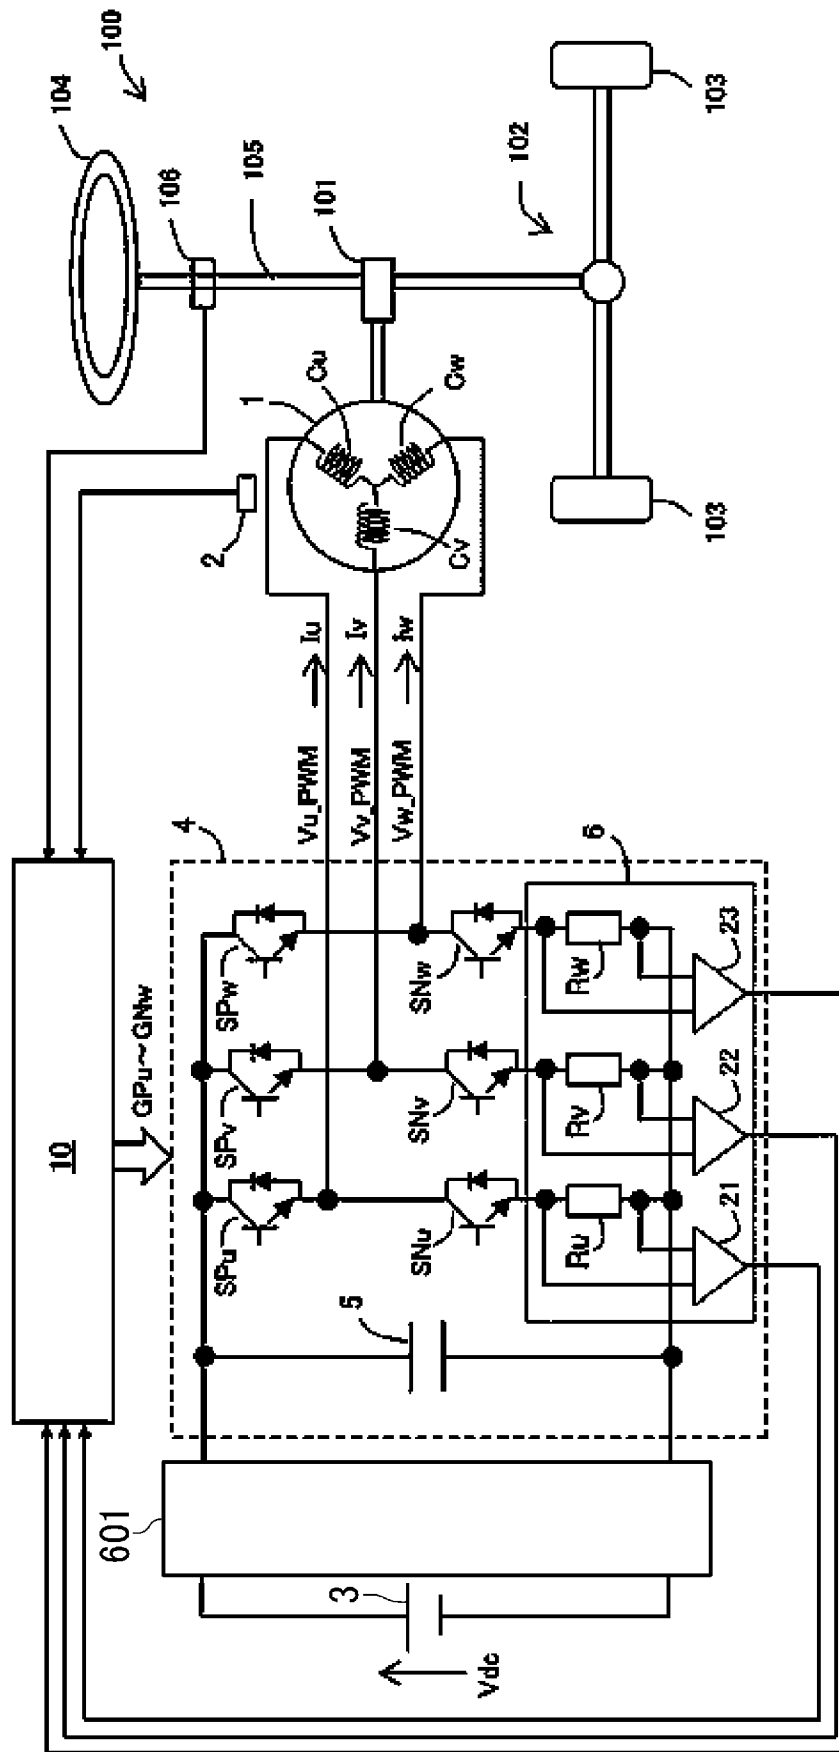 100
104
106
105
101
102
103
103
1
Cu
Cw
Cv
2
Iu
Iv
Iw
Vu_PWM
Vv_PWM
Vw_PWM
4
10
GPu~GNw
SPw
SPv
SPu
SNw
SNv
SNu
6
Rw
Rv
Ru
23
22
21
5
601
3
Vdc